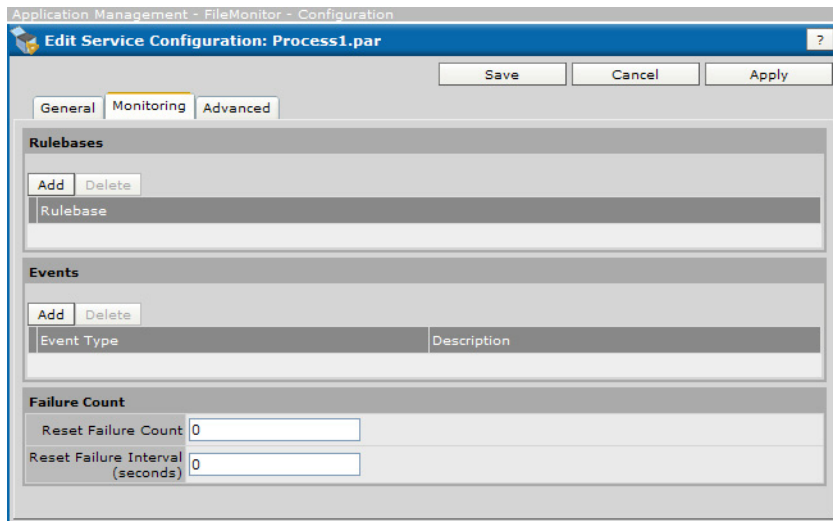 Application Management - FileMonitor - Configuration
Edit Service Configuration: Process1.par
?
Save Cancel Apply
General Monitoring Advanced
Rulebases
Add Delete
Rulebase
Events
Add Delete
Event Type Description
Failure Count
Reset Failure Count 0
Reset Failure Interval
(seconds) 0